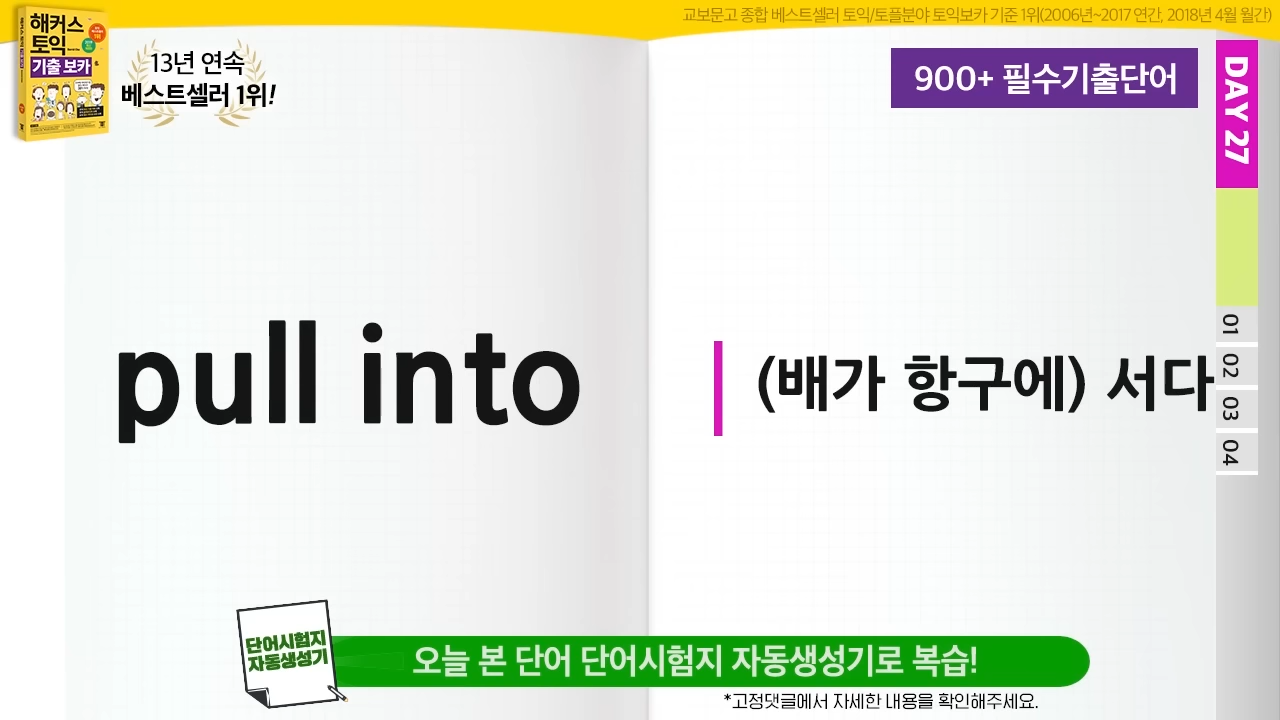 교보문고 종합 베스트셀러 토익/토플분야 토익보카 기준 1위(2006년~2017 연간, 2018년 4월 월간)
해커스
토익
기출 보카
13년 연속
베스트셀러 1위!
900+ 필수기출단어
DAY 27
01
02
03
04
pull into
(배가 항구에) 서다
단어시험지
자동생성기
오늘 본 단어 단어시험지 자동생성기로 복습!
*고정댓글에서 자세한 내용을 확인해주세요.